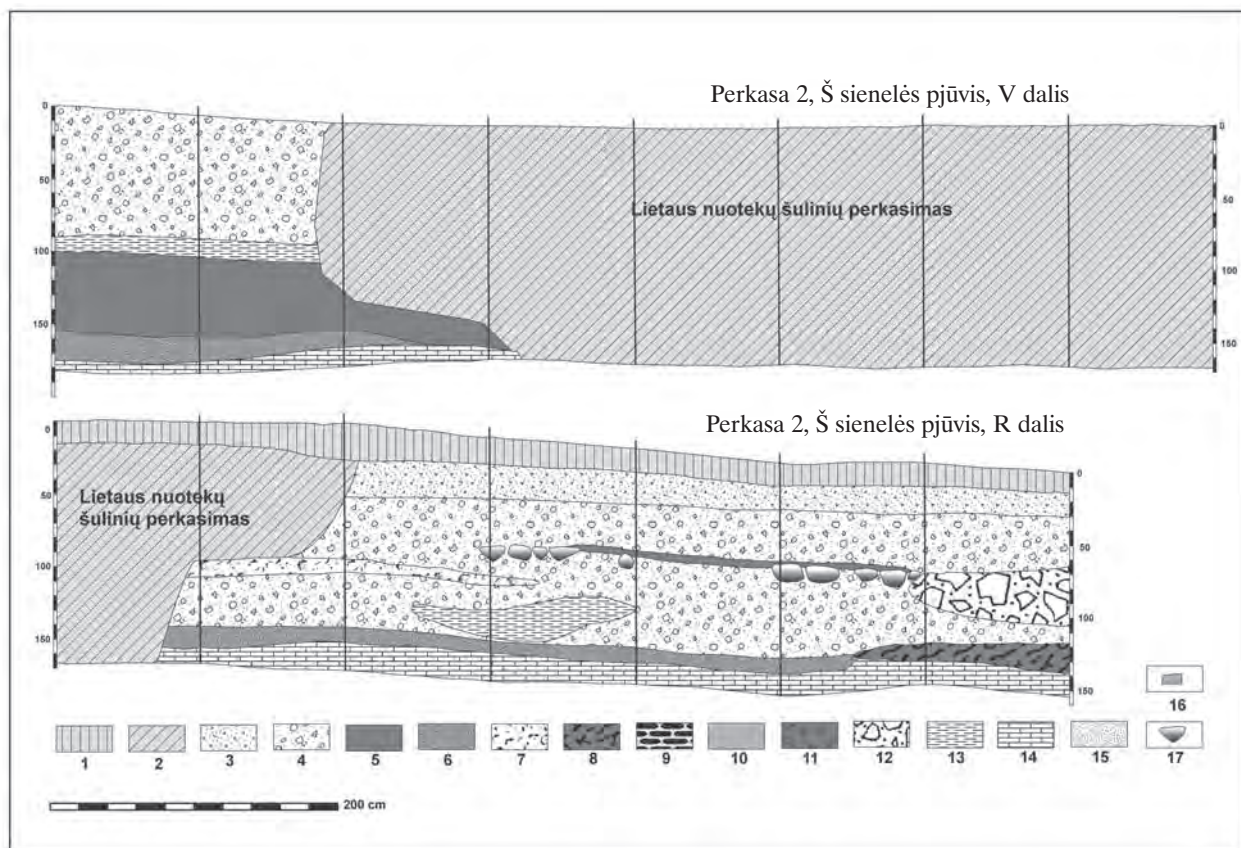 Perkasa 2, Š sienelės pjūvis, V dalis
0
0
50
50
Lietaus nuotekų šulinių perkasimas
100
100
150
150
Perkasa 2, Š sienelės pjūvis, R dalis
0
0
Lietaus nuotekų
šulinių perkasimas
50
50
100
100
150
150
16
1 2 3 4 5 6 7 8 9 10 11 12 13 14 15 17
200 cm